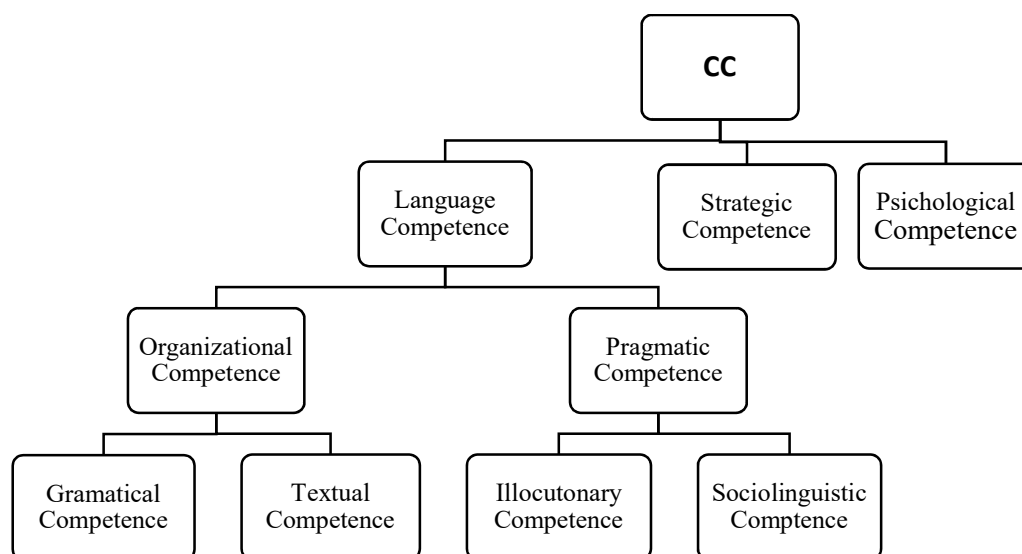 CC
Language
Competence
Strategic
Competence
Psichological
Competence
Organizational
Competence
Pragmatic
Competence
Gramatical
Competence
Textual
Competence
Illocutonary
Competence
Sociolinguistic
Comptence